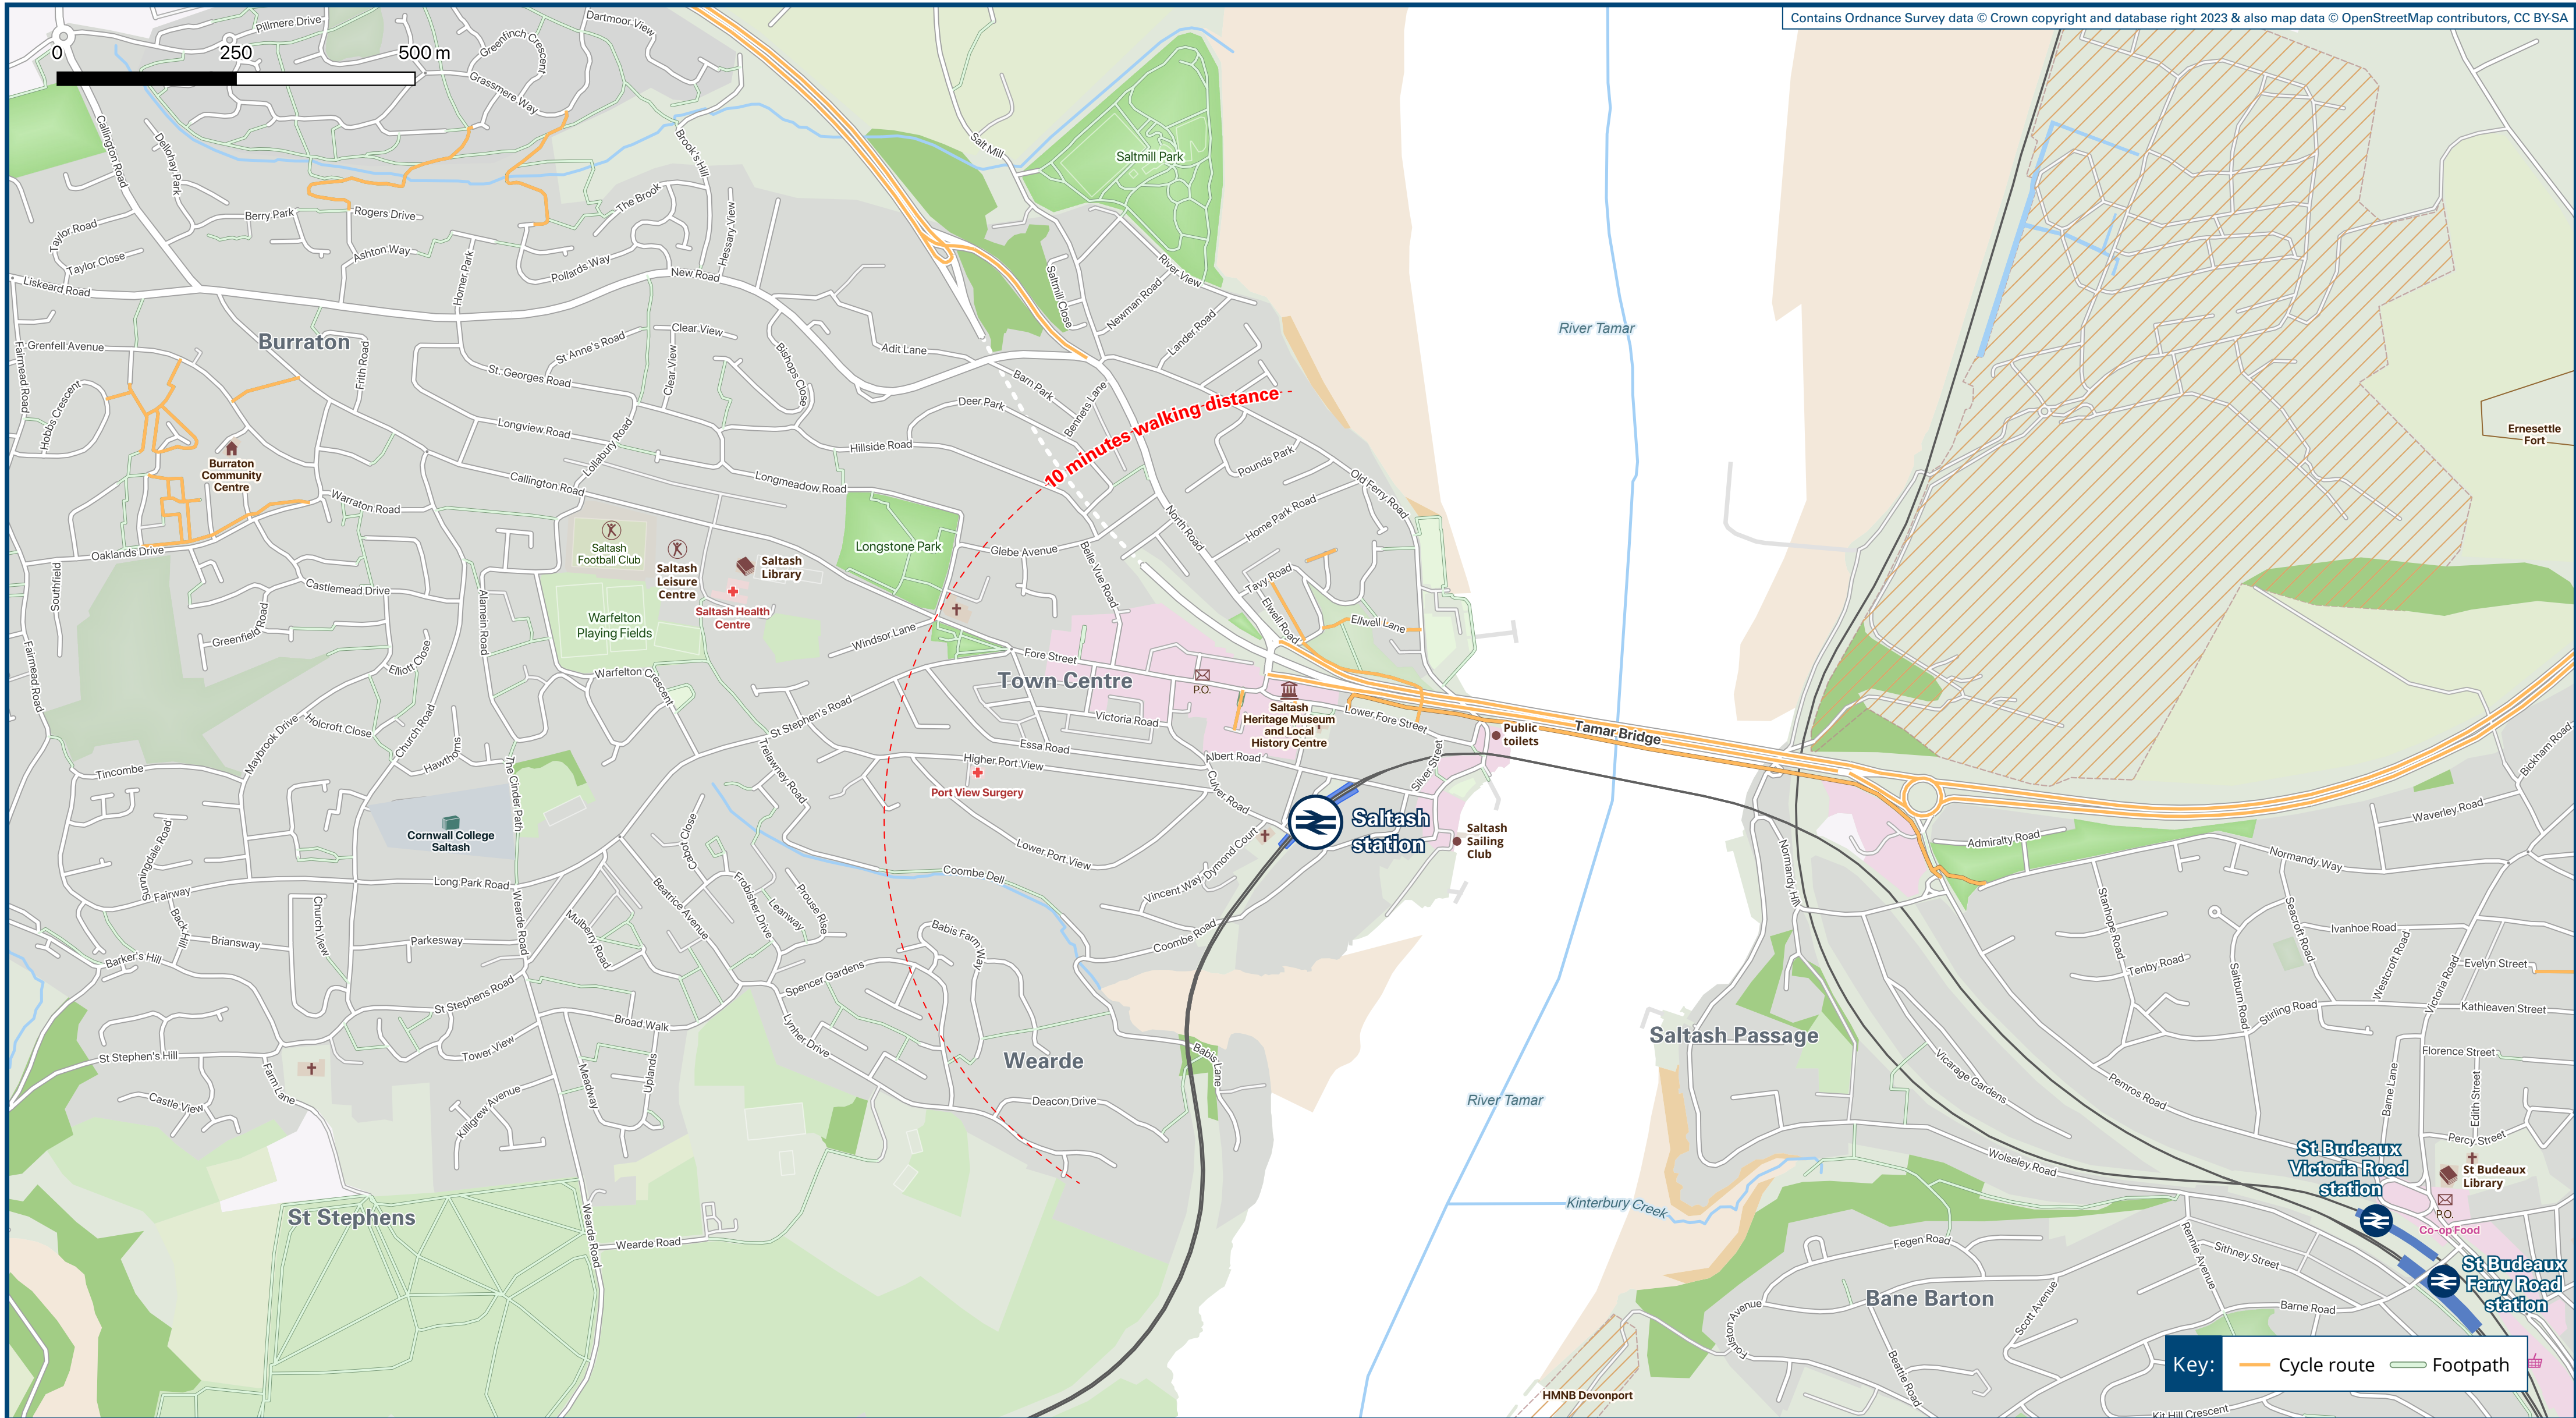 Contains Ordnance Survey data © Crown copyright and database right 2023 & also map data © OpenStreetMap contributors, CC BY-SA
0 250 500 m
Pillmere Drive
Dartmoor View
Greenfinch Crescent
Grassmere Way
Callington Road
Dellohay Park
Brook's Hill
Salt Mill
Saltmill Park
The Brook
Berry Park
Rogers Drive
Taylor Road
Taylor Close
Ashton Way
Homer Park
Pollards Way
Hessary View
New Road
Liskeard Road
Saltmill Close
River View
Newman Road
Lander Road
River Tamar
Burraton
Grenfell Avenue
Fairmead Road
Hobbs Crescent
Frith Road
St Anne's Road
Clear View
Clear View
St. Georges Road
Bishops Close
Adit Lane
Barn Park
Deer Park
Bennets Lane
10 minutes walking distance
Ernesettle
Fort
Longview Road
Lollabury Road
Hillside Road
Burraton
Community
Centre
Pounds Park
Old Ferry Road
Callington Road
Longmeadow Road
Warraton Road
Home Park Road
North Road
Saltash
Football Club
Saltash
Leisure
Centre
Saltash
Library
Longstone Park
Glebe Avenue
Belle Vue Road
Oaklands Drive
Southfield
Castlemead Drive
Greenfield Road
Alamein Road
Saltash Health
Centre
Warfelton
Playing Fields
Tavy Road
Elwell Road
Ellwell Lane
Windsor Lane
Fairmead Road
Elliott Close
Fore Street
Town Centre
P.O.
Warfelton Crescent
Saltash
Heritage Museum
and Local
History Centre
Lower Fore Street
Public
toilets
Tamar Bridge
St Stephen's Road
Victoria Road
Maybrook Drive
Holcroft Close
Church Road
Hawthorns
Tincombe
The Cinder Path
Trelawney Road
Essa Road
Higher Port View
Albert Road
Silver Street
Port View Surgery
Culver Road
Bickham Road
Waverley Road
Cornwall College
Saltash
Saltash
station
Saltash
Sailing
Club
Admiralty Road
Normandy Way
Normandy Hill
Sunningdale Road
Cabot Close
Lower Port View
Vincent Way
Dymond Court
Coombe Dell
Long Park Road
Fairway
Beatrice Avenue
Frobisher Drive
Leanway
Prouse Rise
Back Hill
Briansway
Church View
Wearde Road
Parkesway
Mulberry Road
Babis Farm Way
Coombe Road
Stanhope Road
Seacroft Road
Ivanhoe Road
Westcroft Road
Evelyn Street
Tenby Road
Barker's Hill
Spencer Gardens
Saltburn Road
Stirling Road
Victoria Road
Kathleaven Street
St Stephens Road
Broad Walk
Lynher Drive
Saltash Passage
Tower View
St Stephen's Hill
Wearde
Babis Lane
Farm Lane
Meadway
Uplands
Florence Street
Vicarage Gardens
Pemros Road
Barne Lane
Edith Street
Castle View
Killigrew Avenue
Deacon Drive
River Tamar
Percy Street
Wolseley Road
St Budeaux
Victoria Road
station
St Budeaux
Library
P.O.
Co-op Food
St Stephens
Wearde Road
Wearde Road
Kinterbury Creek
Fegen Road
Rennie Avenue
Sithney Street
St Budeaux
Ferry Road
station
Bane Barton
Scott Avenue
Foulston Avenue
Barne Road
Beattie Road
HMNB Devonport
Kit Hill Crescent
Key: Cycle route Footpath